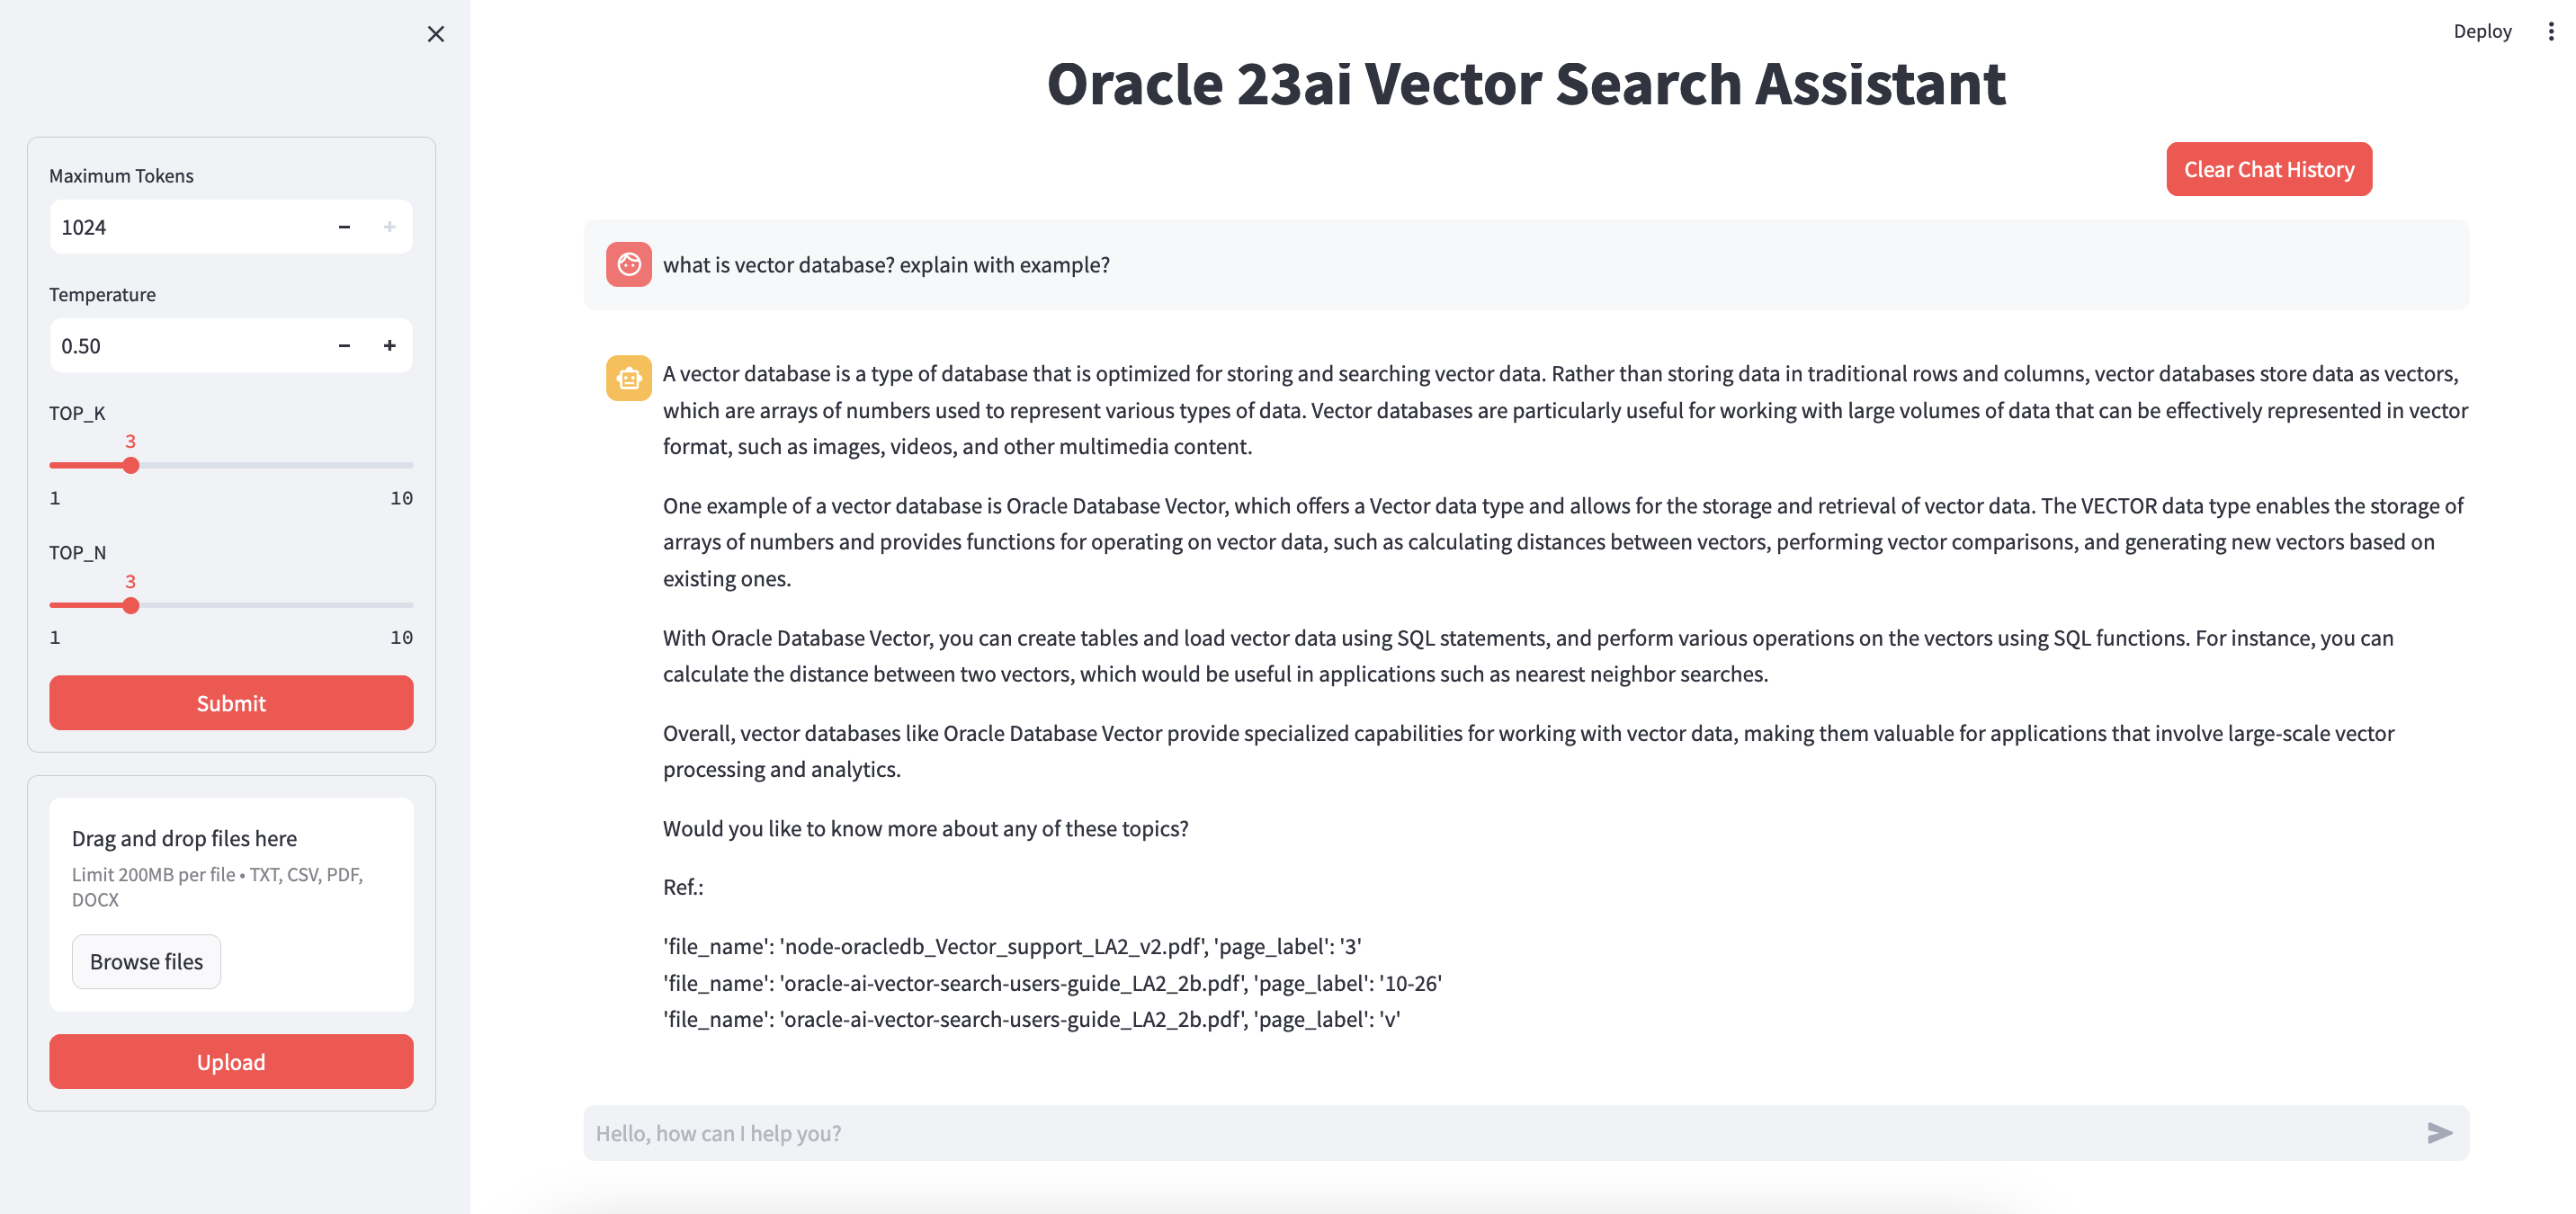 Deploy
Oracle 23ai Vector Search Assistant
Clear Chat History
Maximum Tokens
1024
Temperature
0.50
TOP_K
3
1 10
TOP_N
3
1 10
Submit
Drag and drop files here
Limit 200MB per file • TXT, CSV, PDF,
DOCX
Browse files
Upload
what is vector database? explain with example?
A vector database is a type of database that is optimized for storing and searching vector data. Rather than storing data in traditional rows and columns, vector databases store data as vectors,
which are arrays of numbers used to represent various types of data. Vector databases are particularly useful for working with large volumes of data that can be effectively represented in vector
format, such as images, videos, and other multimedia content.
One example of a vector database is Oracle Database Vector, which offers a Vector data type and allows for the storage and retrieval of vector data. The VECTOR data type enables the storage of
arrays of numbers and provides functions for operating on vector data, such as calculating distances between vectors, performing vector comparisons, and generating new vectors based on
existing ones.
With Oracle Database Vector, you can create tables and load vector data using SQL statements, and perform various operations on the vectors using SQL functions. For instance, you can
calculate the distance between two vectors, which would be useful in applications such as nearest neighbor searches.
Overall, vector databases like Oracle Database Vector provide specialized capabilities for working with vector data, making them valuable for applications that involve large-scale vector
processing and analytics.
Would you like to know more about any of these topics?
Ref.:
'file_name': 'node-oracledb_Vector_support_LA2_v2.pdf', 'page_label': '3'
'file_name': 'oracle-ai-vector-search-users-guide_LA2_2b.pdf', 'page_label': '10-26'
'file_name': 'oracle-ai-vector-search-users-guide_LA2_2b.pdf', 'page_label': 'v'
Hello, how can I help you?